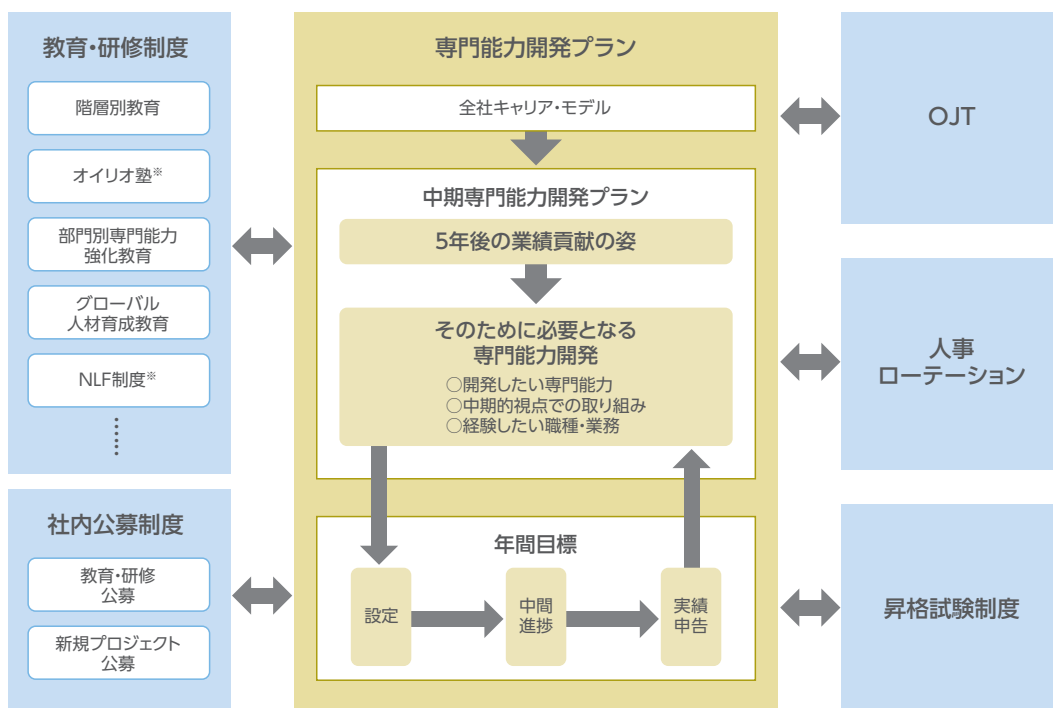 教育・研修制度
階層別教育
オイリオ塾※
部門別専門能力
強化教育
グローバル
人材育成教育
NLF制度※
社内公募制度
教育・研修
公募
新規プロジェクト
公募
専門能力開発プラン
全社キャリア・モデル
中期専門能力開発プラン
5年後の業績貢献の姿
そのために必要となる
専門能力開発
○開発したい専門能力
○中期的視点での取り組み
○経験したい職種・業務
年間目標
設定
中間
進捗
実績
申告
OJT
人事
ローテーション
昇格試験制度